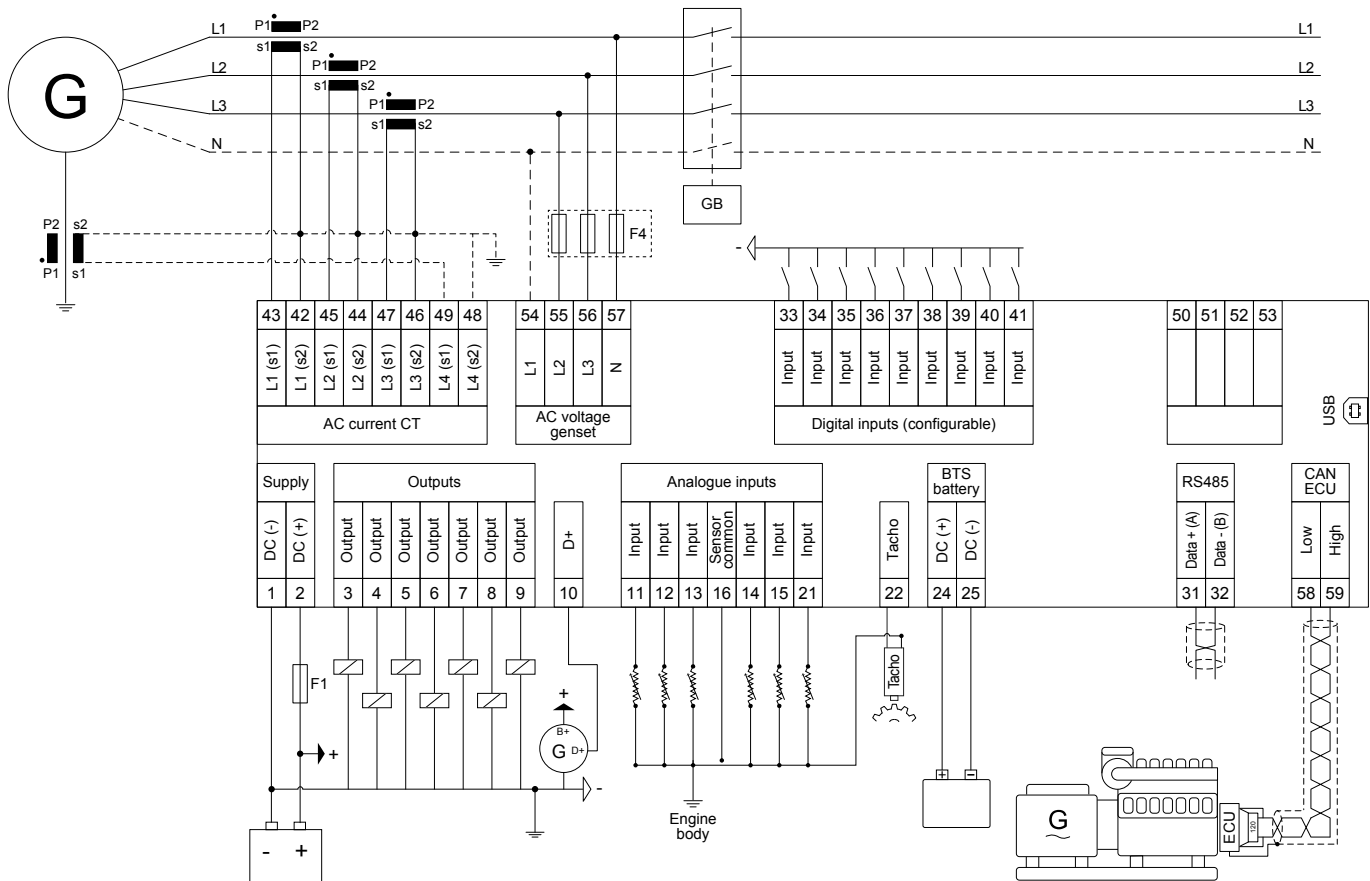 P1 P2
L1 L1
s1 s2
P1 P2
L2 L2
s1 s2
G
P1 P2
L3 L3
s1 s2
N N
GB
P2 s2
F4
-
P1 s1
43 42 45 44 47 46 49 48 54 55 56 57 33 34 35 36 37 38 39 40 41 50 51 52 53
L1 (s1) L1 (s2) L2 (s1) L2 (s2) L3 (s1) L3 (s2) L4 (s1) L4 (s2) L1 L2 L3 N Input Input Input Input Input Input Input Input Input
AC current CT
AC voltage
genset
Digital inputs (configurable)
USB
Supply
Outputs
Analogue inputs
BTS
battery
RS485
CAN
ECU
DC (-) DC (+) Output Output Output Output Output Output Output D+ Input Input Input Sensor
common Input Input Input Tacho DC (+) DC (-) Data + (A) Data - (B) Low High
1 2 3 4 5 6 7 8 9 10 11 12 13 16 14 15 21 22 24 25 31 32 58 59
F1
+
B+
G D+
Tacho
+
-
+ -
Engine
body
G
~
ECU
120
- +